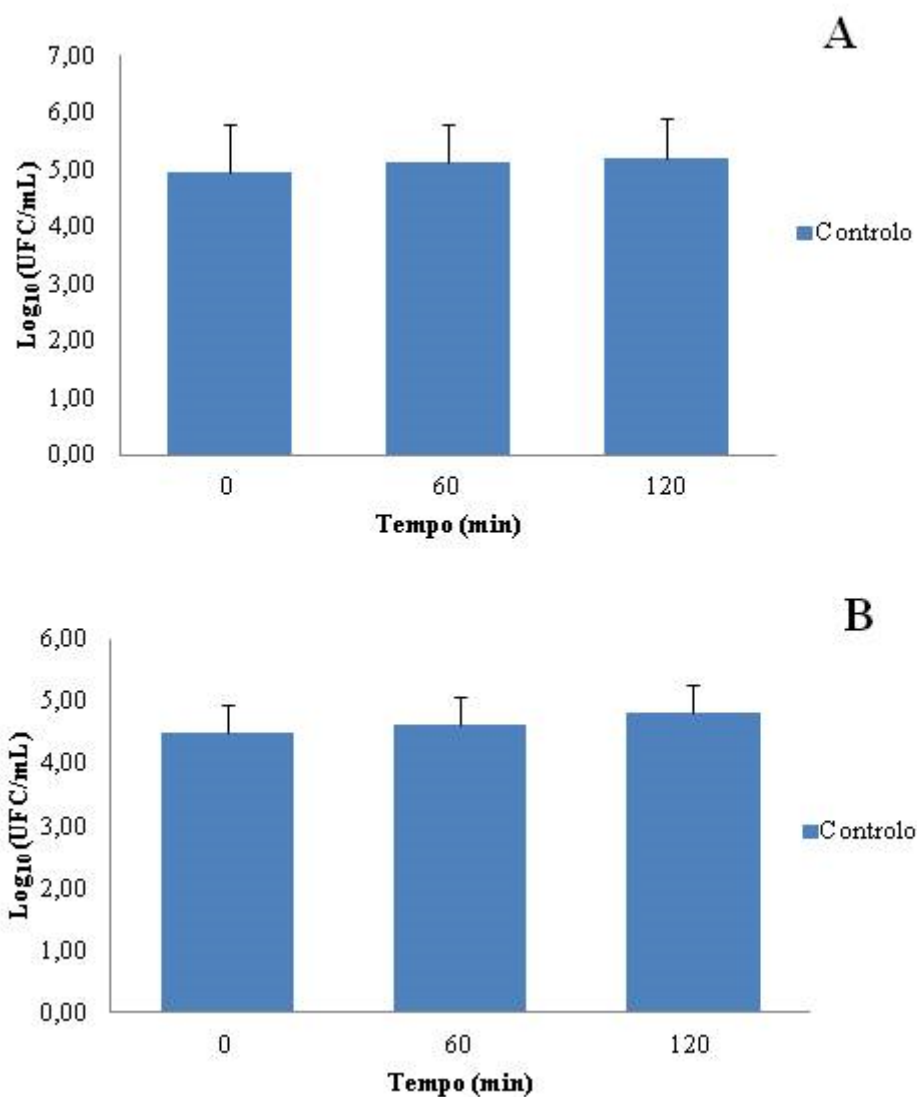 A
7,00
6,00
5,00
4,00
3,00
2,00
1,00
0,00
Log₁₀(UFC/mL)
0 60 120
Tempo (min)
Controlo
B
6,00
5,00
4,00
3,00
2,00
1,00
0,00
Log₁₀(UFC/mL)
0 60 120
Tempo (min)
Controlo